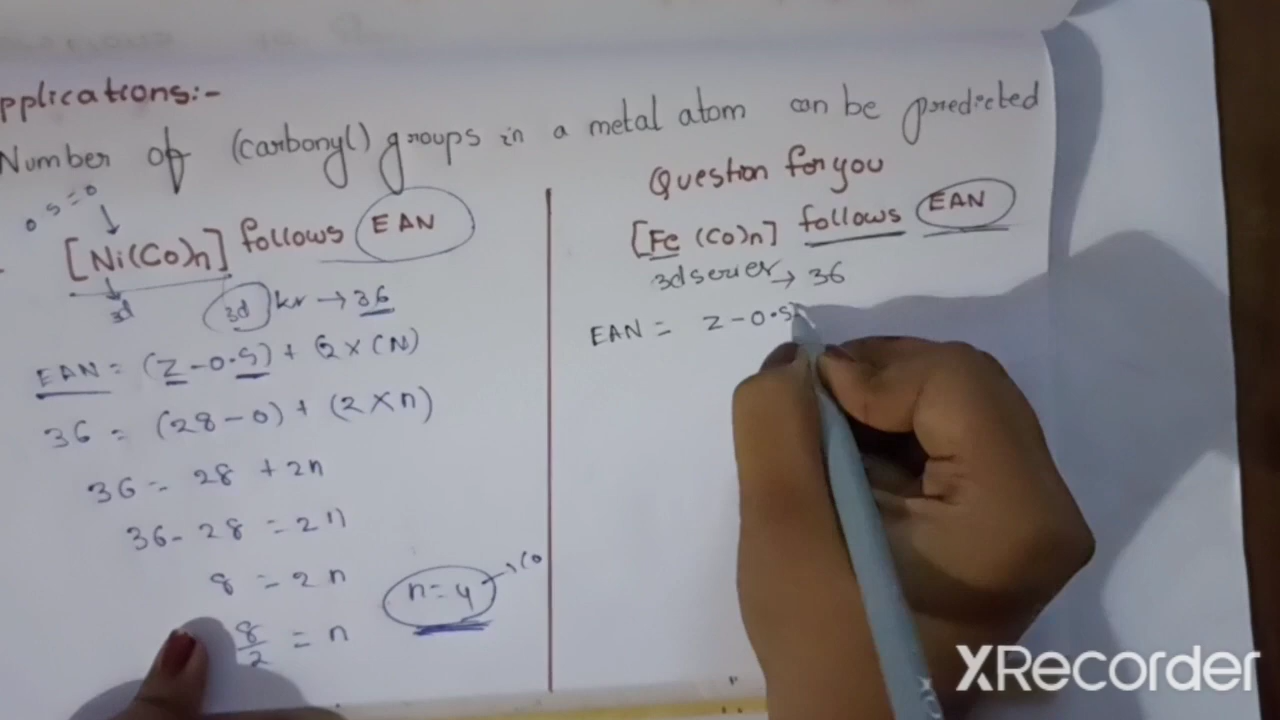 pplications:-
Number of (carbonyl) groups in a metal atom can be predicted
0 s = 0
[Ni(Co)n] follows EAN
3d
3d kr → 36
EAN = (Z - 0.S) + 2 × (N)
36 = (28 - 0) + (2 × n)
36 = 28 + 2n
36 - 28 = 2n
8 = 2n
8/2 = n
n = 4 → Co
Question for you
[Fe (Co)n] follows EAN
3d series → 36
EAN = Z - 0.S
XRecorder